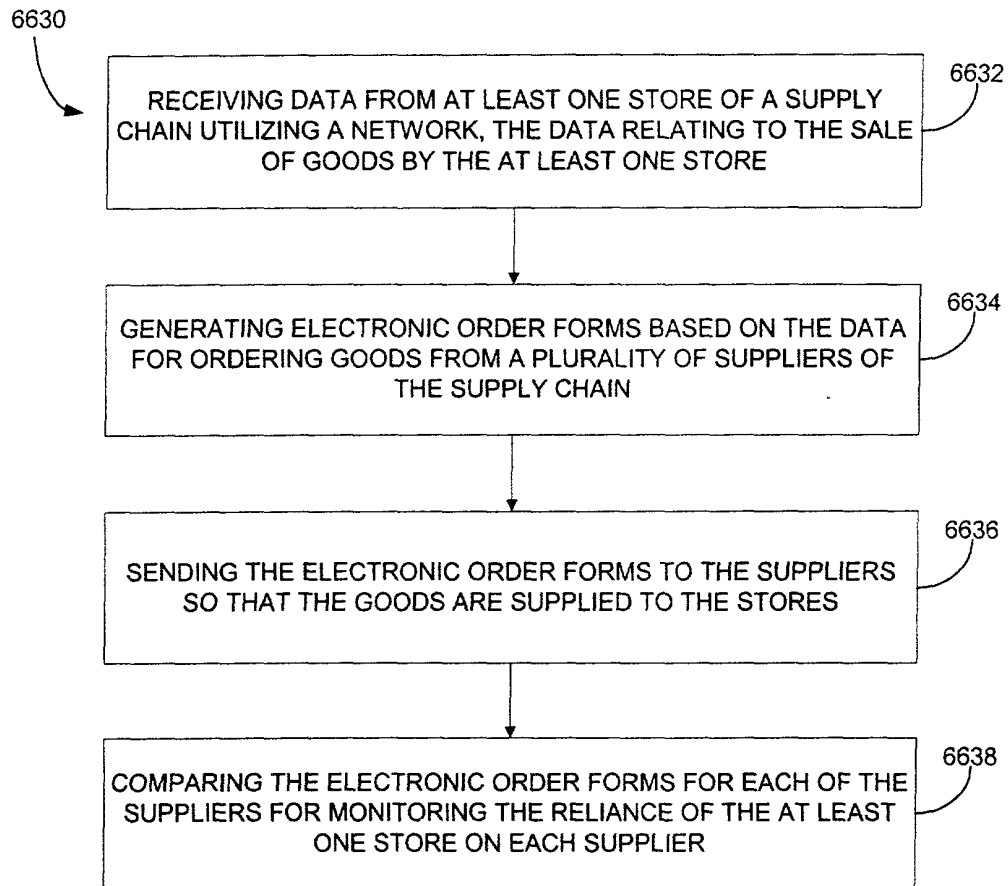 6630
6632
RECEIVING DATA FROM AT LEAST ONE STORE OF A SUPPLY
CHAIN UTILIZING A NETWORK, THE DATA RELATING TO THE SALE
OF GOODS BY THE AT LEAST ONE STORE
6634
GENERATING ELECTRONIC ORDER FORMS BASED ON THE DATA
FOR ORDERING GOODS FROM A PLURALITY OF SUPPLIERS OF
THE SUPPLY CHAIN
6636
SENDING THE ELECTRONIC ORDER FORMS TO THE SUPPLIERS
SO THAT THE GOODS ARE SUPPLIED TO THE STORES
6638
COMPARING THE ELECTRONIC ORDER FORMS FOR EACH OF THE
SUPPLIERS FOR MONITORING THE RELIANCE OF THE AT LEAST
ONE STORE ON EACH SUPPLIER